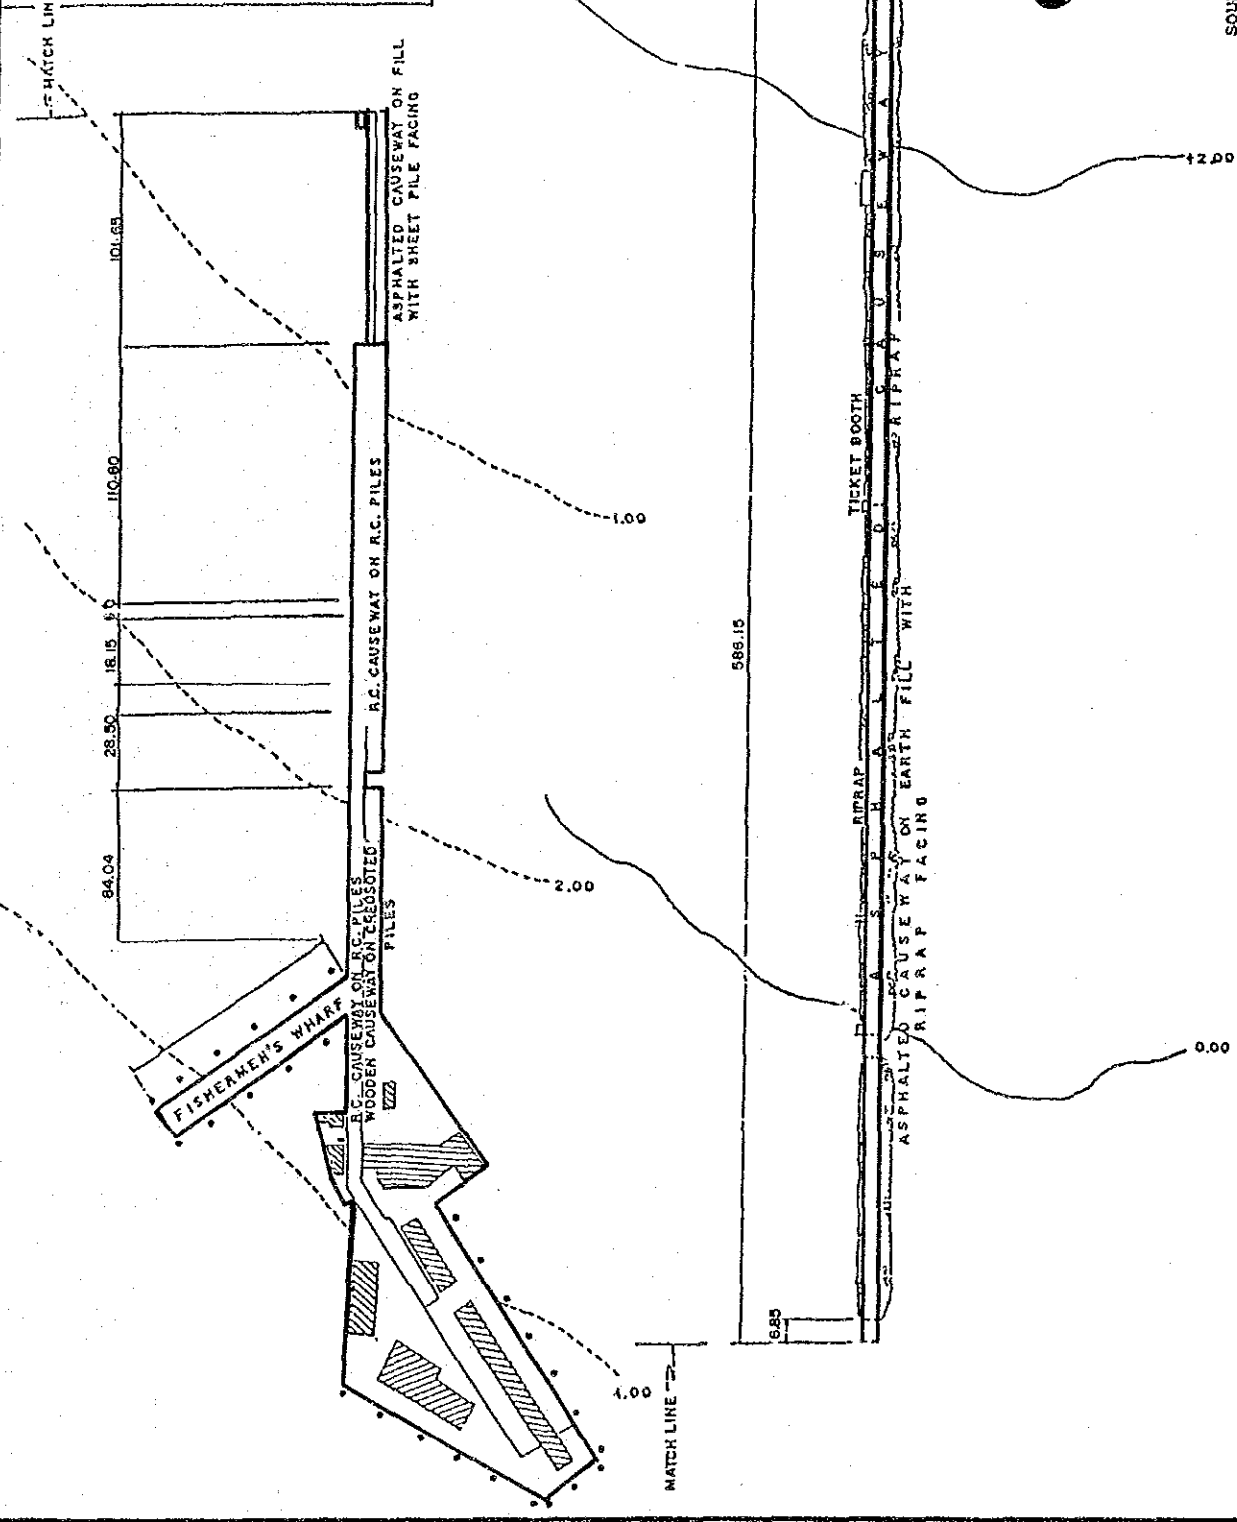 MATCH LIN
ASPHALTED CAUSEWAY ON FILL
WITH SHEET PILE FACING
101.65
110.80
18.15
28.50
84.04
R.C. CAUSEWAY ON R.C. PILES
1.00
2.00
R.C. CAUSEWAY ON R.C. PILES
WOODEN CAUSEWAY ON CREOSOTED
PILES
FISHERMEN'S WHARF
4.00
MATCH LINE
6.85
586.15
TICKET BOOTH
RIPRAP
ASPHALTED CAUSEWAY
RIPRAP
ASPHALTED CAUSEWAY ON EARTH FILL WITH
RIPRAP FACING
+2.00
0.00